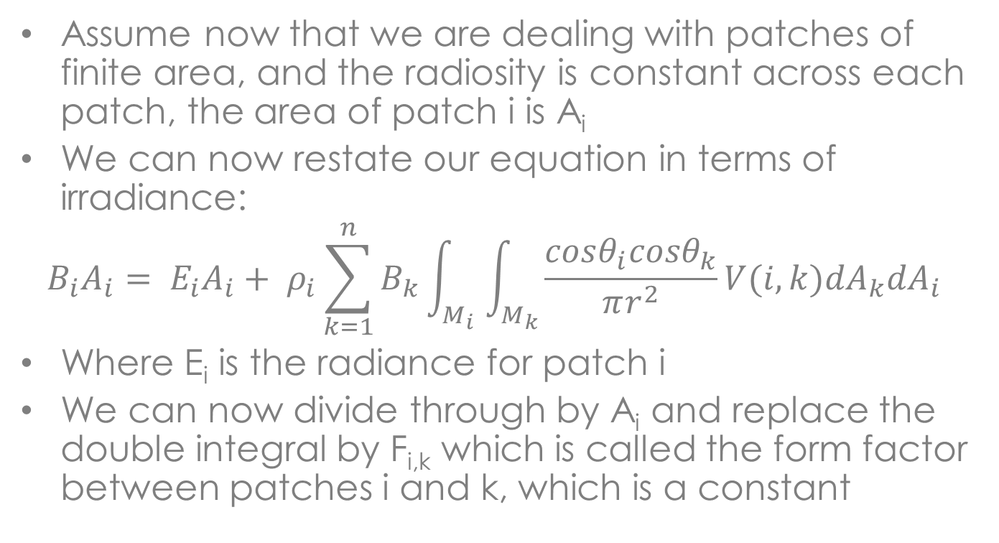 • Assume now that we are dealing with patches of
finite area, and the radiosity is constant across each
patch, the area of patch i is Aᵢ
• We can now restate our equation in terms of
irradiance:
$B_i A_i = E_i A_i + \rho_i \sum_{k=1}^{n} B_k \int_{M_i} \int_{M_k} \frac{cos\theta_i cos\theta_k}{\pi r^2} V(i,k) dA_k dA_i$
• Where Eᵢ is the radiance for patch i
• We can now divide through by Aᵢ and replace the
double integral by F_{i,k} which is called the form factor
between patches i and k, which is a constant